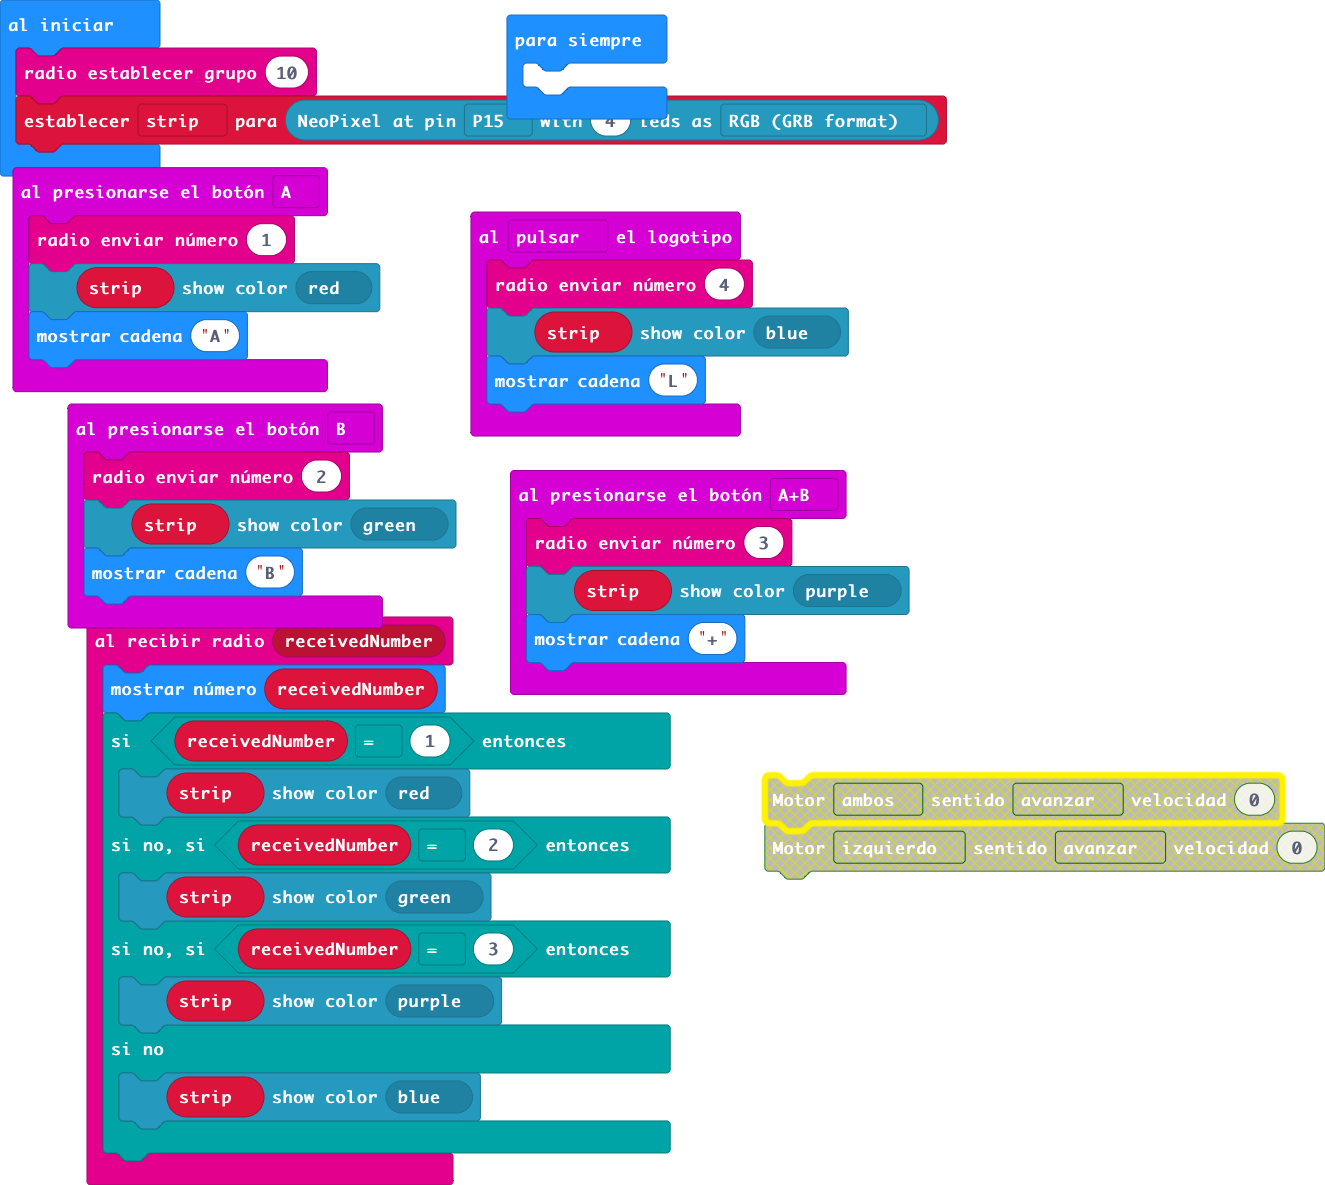 al iniciar
radio establecer grupo 10
establecer strip para NeoPixel at pin P15 with 4 leds as RGB (GRB format)
para siempre
al presionarse el botón A
radio enviar número 1
strip show color red
mostrar cadena "A"
al pulsar el logotipo
radio enviar número 4
strip show color blue
mostrar cadena "L"
al presionarse el botón B
radio enviar número 2
strip show color green
mostrar cadena "B"
al presionarse el botón A+B
radio enviar número 3
strip show color purple
mostrar cadena "+"
al recibir radio receivedNumber
mostrar número receivedNumber
si receivedNumber = 1 entonces
strip show color red
si no, si receivedNumber = 2 entonces
strip show color green
si no, si receivedNumber = 3 entonces
strip show color purple
si no
strip show color blue
Motor ambos sentido avanzar velocidad 0
Motor izquierdo sentido avanzar velocidad 0